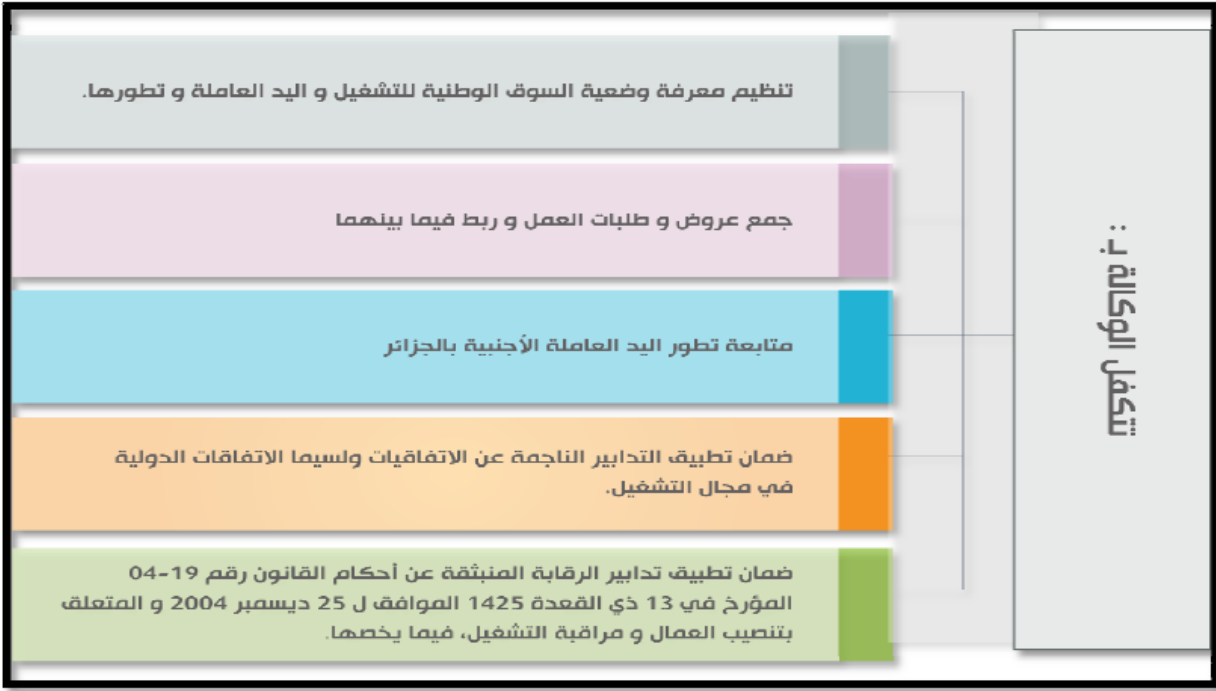 تتكفل الوكالة بـ :
تنظيم معرفة وضعية السوق الوطنية للتشغيل و اليد العاملة و تطورها.
جمع عروض و طلبات العمل و ربط فيما بينهما
متابعة تطور اليد العاملة الأجنبية بالجزائر
ضمان تطبيق التدابير الناجمة عن الاتفاقيات ولسيما الاتفاقات الدولية
في مجال التشغيل.
ضمان تطبيق تدابير الرقابة المنبثقة عن أحكام القانون رقم 19-04
المؤرخ في 13 ذي القعدة 1425 الموافق ل 25 ديسمبر 2004 و المتعلق
بتنصيب العمال و مراقبة التشغيل، فيما يخصها.